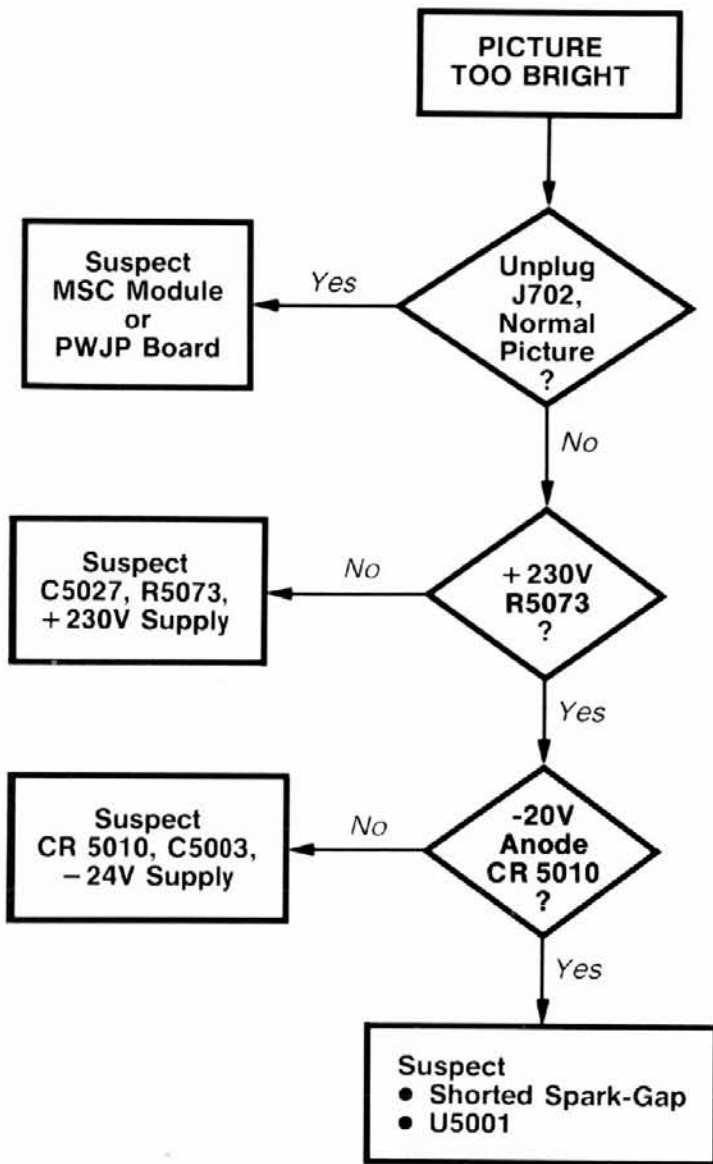 PICTURE
TOO BRIGHT
Unplug
J702,
Normal
Picture
?
Yes
Suspect
MSC Module
or
PWJP Board
No
+230V
R5073
?
No
Suspect
C5027, R5073,
+230V Supply
Yes
-20V
Anode
CR 5010
?
No
Suspect
CR 5010, C5003,
−24V Supply
Yes
Suspect
● Shorted Spark-Gap
● U5001